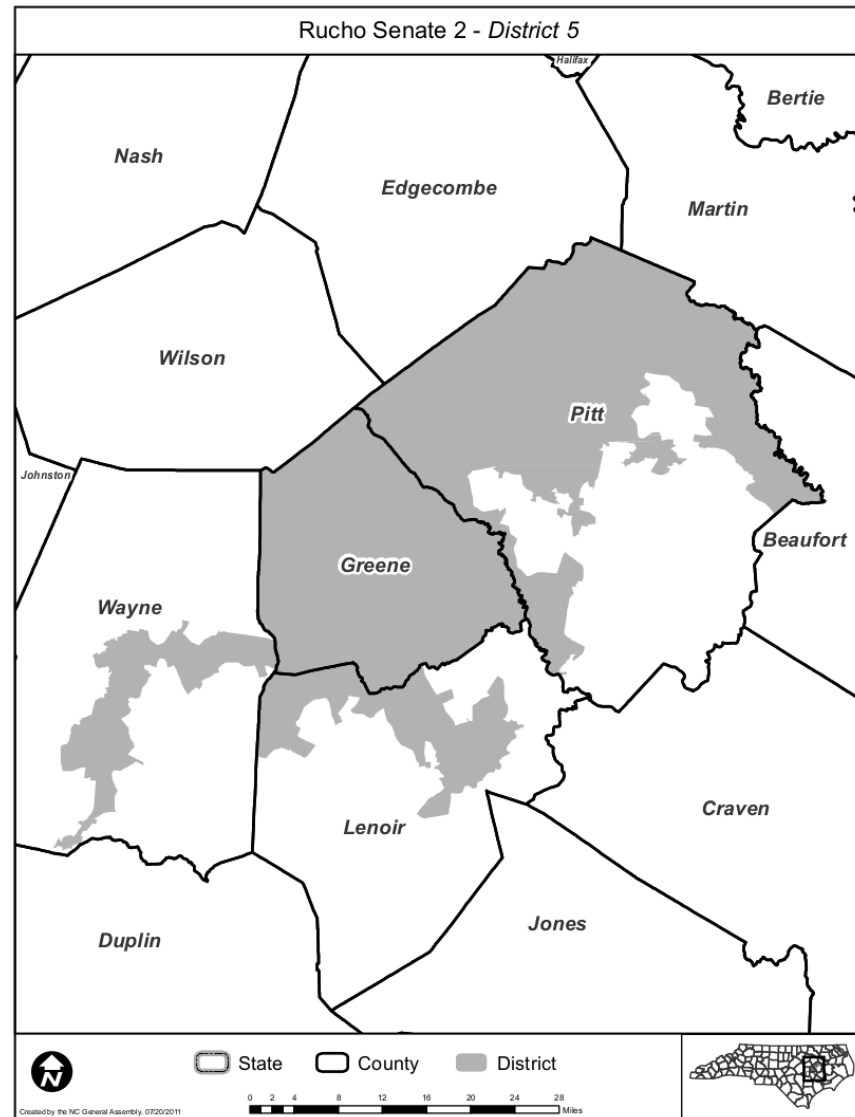 Rucho Senate 2 - District 5
Halifax
Bertie
Nash
Edgecombe
Martin
Wilson
Pitt
Johnston
Beaufort
Greene
Wayne
Craven
Lenoir
Jones
Duplin
N
State
County
District
0 2 4 8 12 16 20 24 28
Miles
Created by the NC General Assembly, 07/20/2011